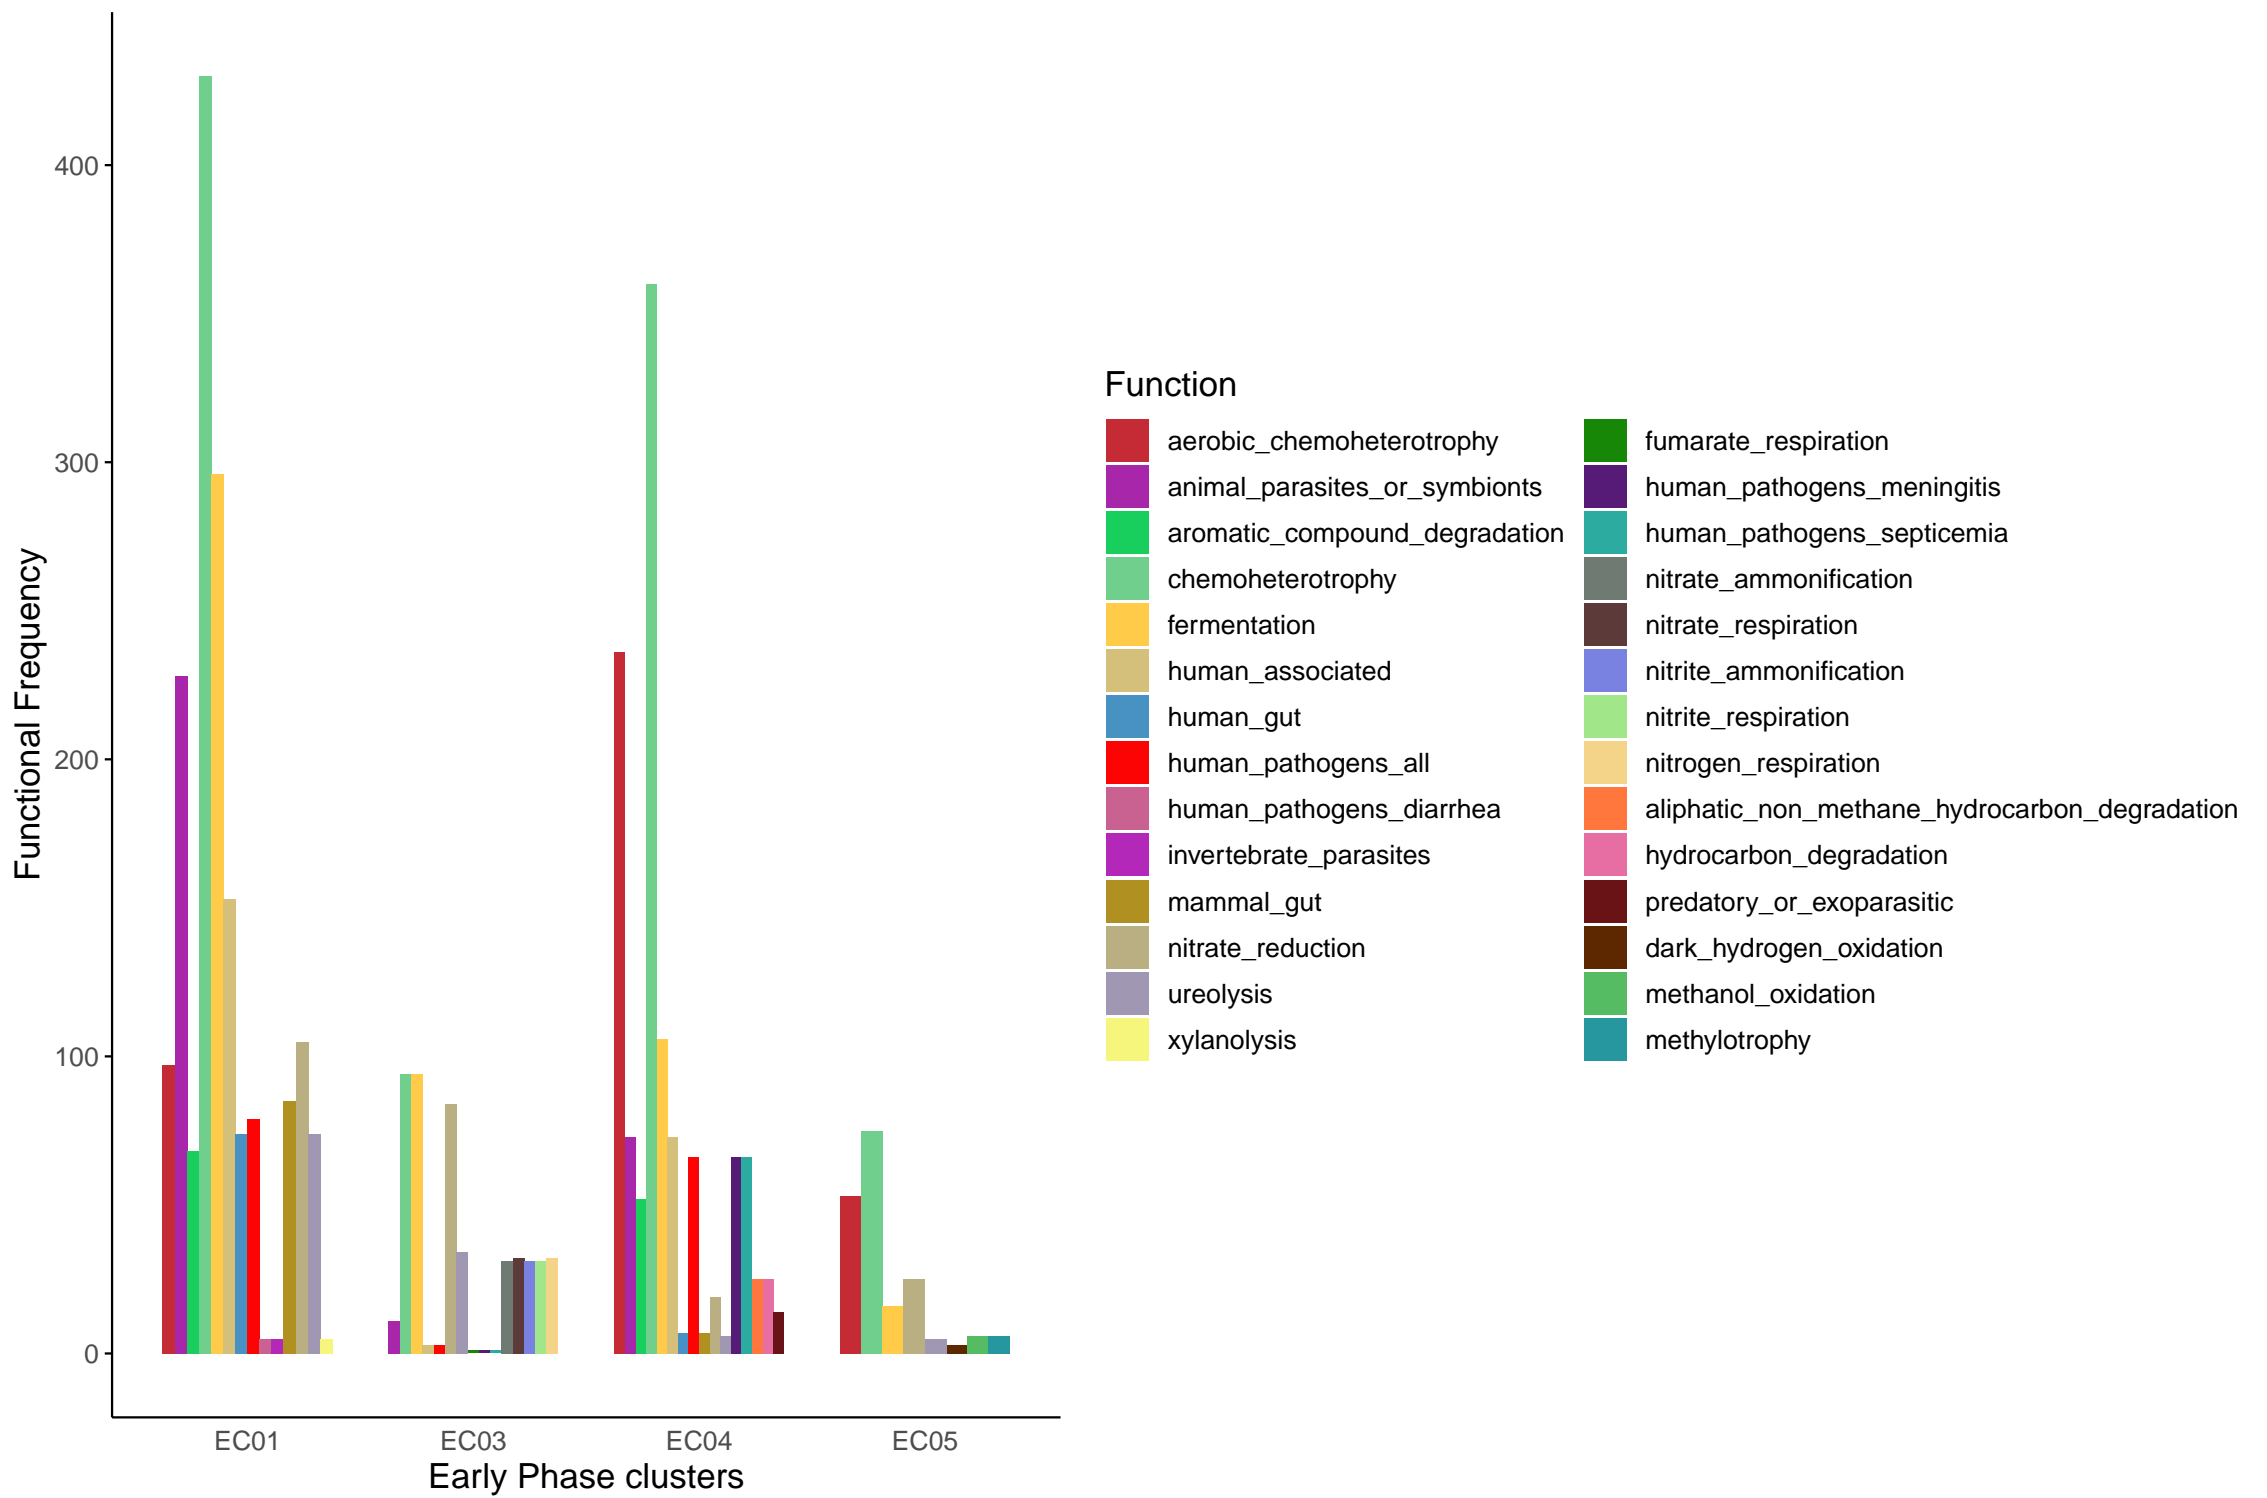 Functional Frequency
400
300
200
100
0
EC01
EC03
EC04
EC05
Early Phase clusters
Function
aerobic_chemoheterotrophy
animal_parasites_or_symbionts
aromatic_compound_degradation
chemoheterotrophy
fermentation
human_associated
human_gut
human_pathogens_all
human_pathogens_diarrhea
invertebrate_parasites
mammal_gut
nitrate_reduction
ureolysis
xylanolysis
fumarate_respiration
human_pathogens_meningitis
human_pathogens_septicemia
nitrate_ammonification
nitrate_respiration
nitrite_ammonification
nitrite_respiration
nitrogen_respiration
aliphatic_non_methane_hydrocarbon_degradation
hydrocarbon_degradation
predatory_or_exoparasitic
dark_hydrogen_oxidation
methanol_oxidation
methylotrophy